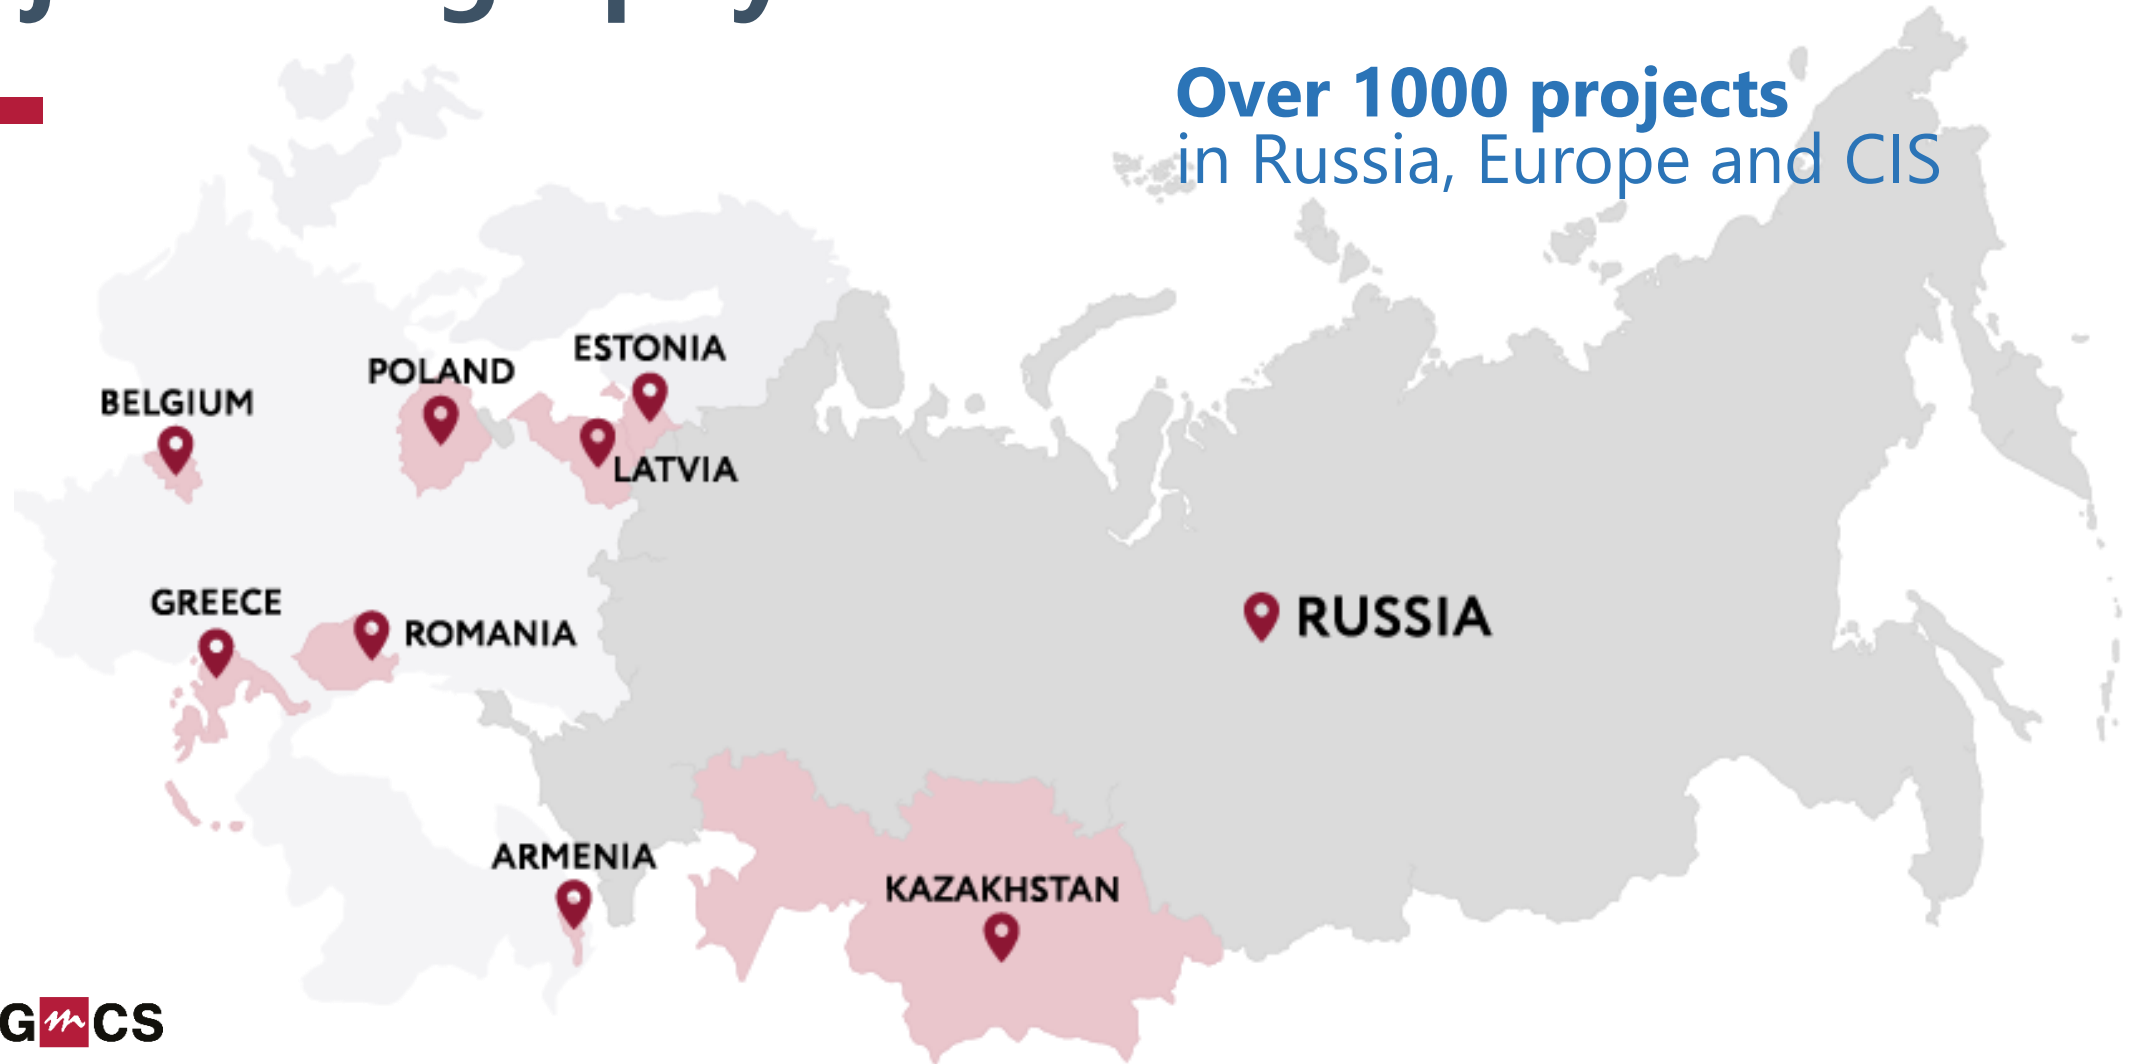 Over 1000 projects
in Russia, Europe and CIS
ESTONIA
POLAND
BELGIUM
LATVIA
GREECE
ROMANIA
RUSSIA
ARMENIA
KAZAKHSTAN
GmCS